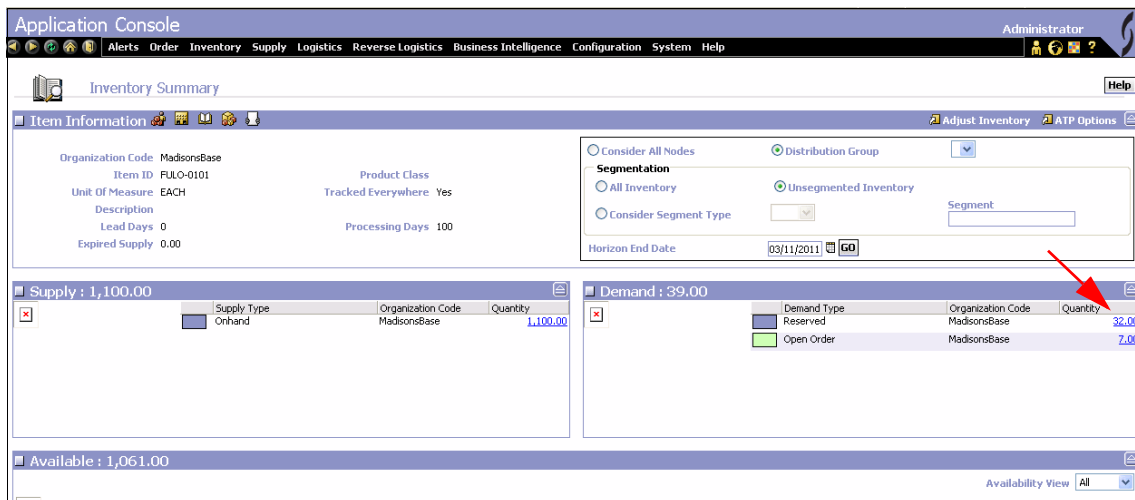 Application Console
Administrator
Alerts Order Inventory Supply Logistics Reverse Logistics Business Intelligence Configuration System Help ?
Inventory Summary
Help
Item Information
Adjust Inventory ATP Options
Organization Code MadisonsBase
Item ID FULO-0101 Product Class
Unit Of Measure EACH Tracked Everywhere Yes
Description
Lead Days 0 Processing Days 100
Expired Supply 0.00
Consider All Nodes Distribution Group
Segmentation
All Inventory Unsegmented Inventory
Consider Segment Type Segment
Horizon End Date 03/11/2011 GO
Supply : 1,100.00
Supply Type Organization Code Quantity
Onhand MadisonsBase 1,100.00
Demand : 39.00
Demand Type Organization Code Quantity
Reserved MadisonsBase 32.00
Open Order MadisonsBase 7.00
Available : 1,061.00
Availability View All